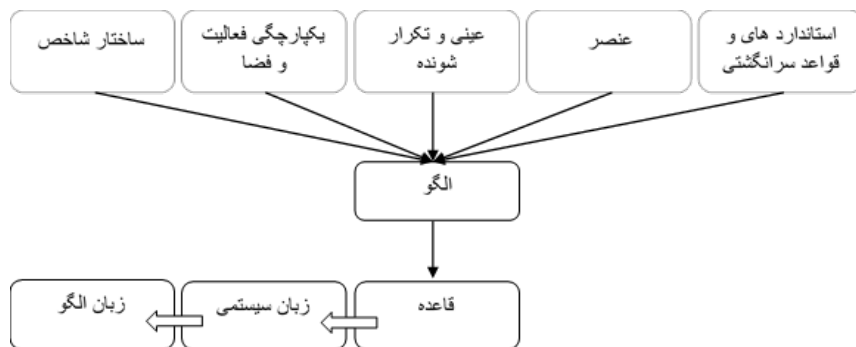 استاندارد های و
قواعد سرانگشتی
عنصر
عینی و تکرار
شونده
یکپارچگی فعالیت
و فضا
ساختار شاخص
الگو
قاعده
زبان سیستمی
زبان الگو